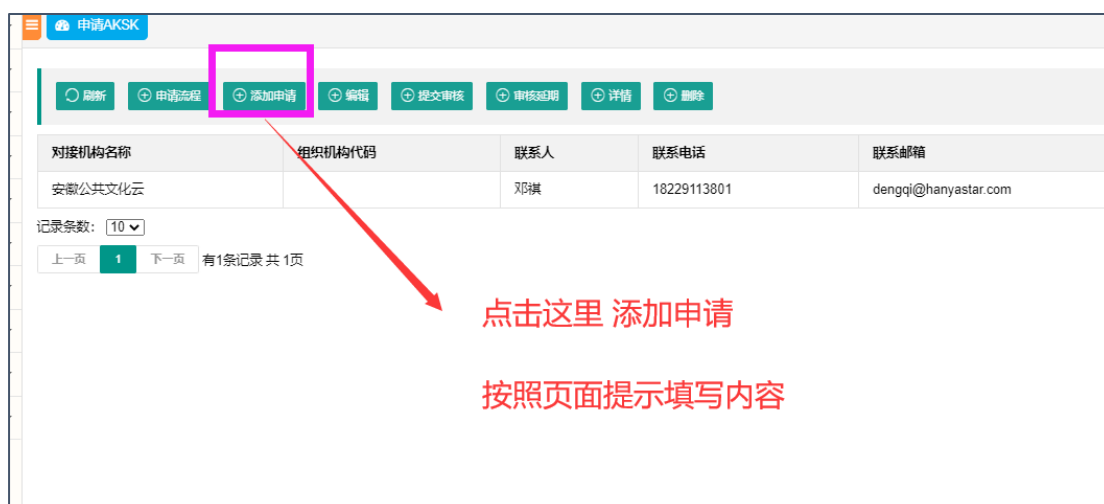 申请AKSK
刷新 申请流程 添加申请 编辑 提交审核 审核延期 详情 删除
对接机构名称 组织机构代码 联系人 联系电话 联系邮箱
安徽公共文化云 邓祺 18229113801 dengqi@hanyastar.com
记录条数： 10
上一页 1 下一页 有1条记录 共 1页
点击这里 添加申请
按照页面提示填写内容